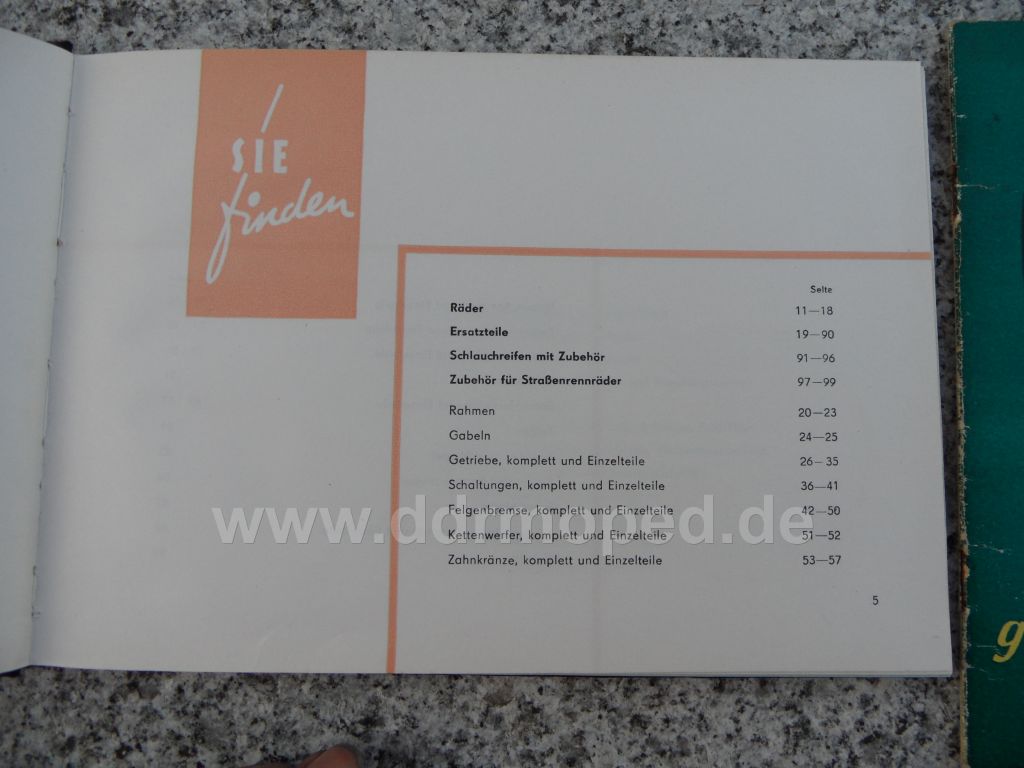 SIE
finden
Seite
Räder 11—18
Ersatzteile 19—90
Schlauchreifen mit Zubehör 91—96
Zubehör für Straßenrennräder 97—99
Rahmen 20—23
Gabeln 24—25
Getriebe, komplett und Einzelteile 26—35
Schaltungen, komplett und Einzelteile 36—41
Felgenbremse, komplett und Einzelteile 42—50
www.ddrmoped.de
Kettenwerfer, komplett und Einzelteile 51—52
Zahnkränze, komplett und Einzelteile 53—57
5
g